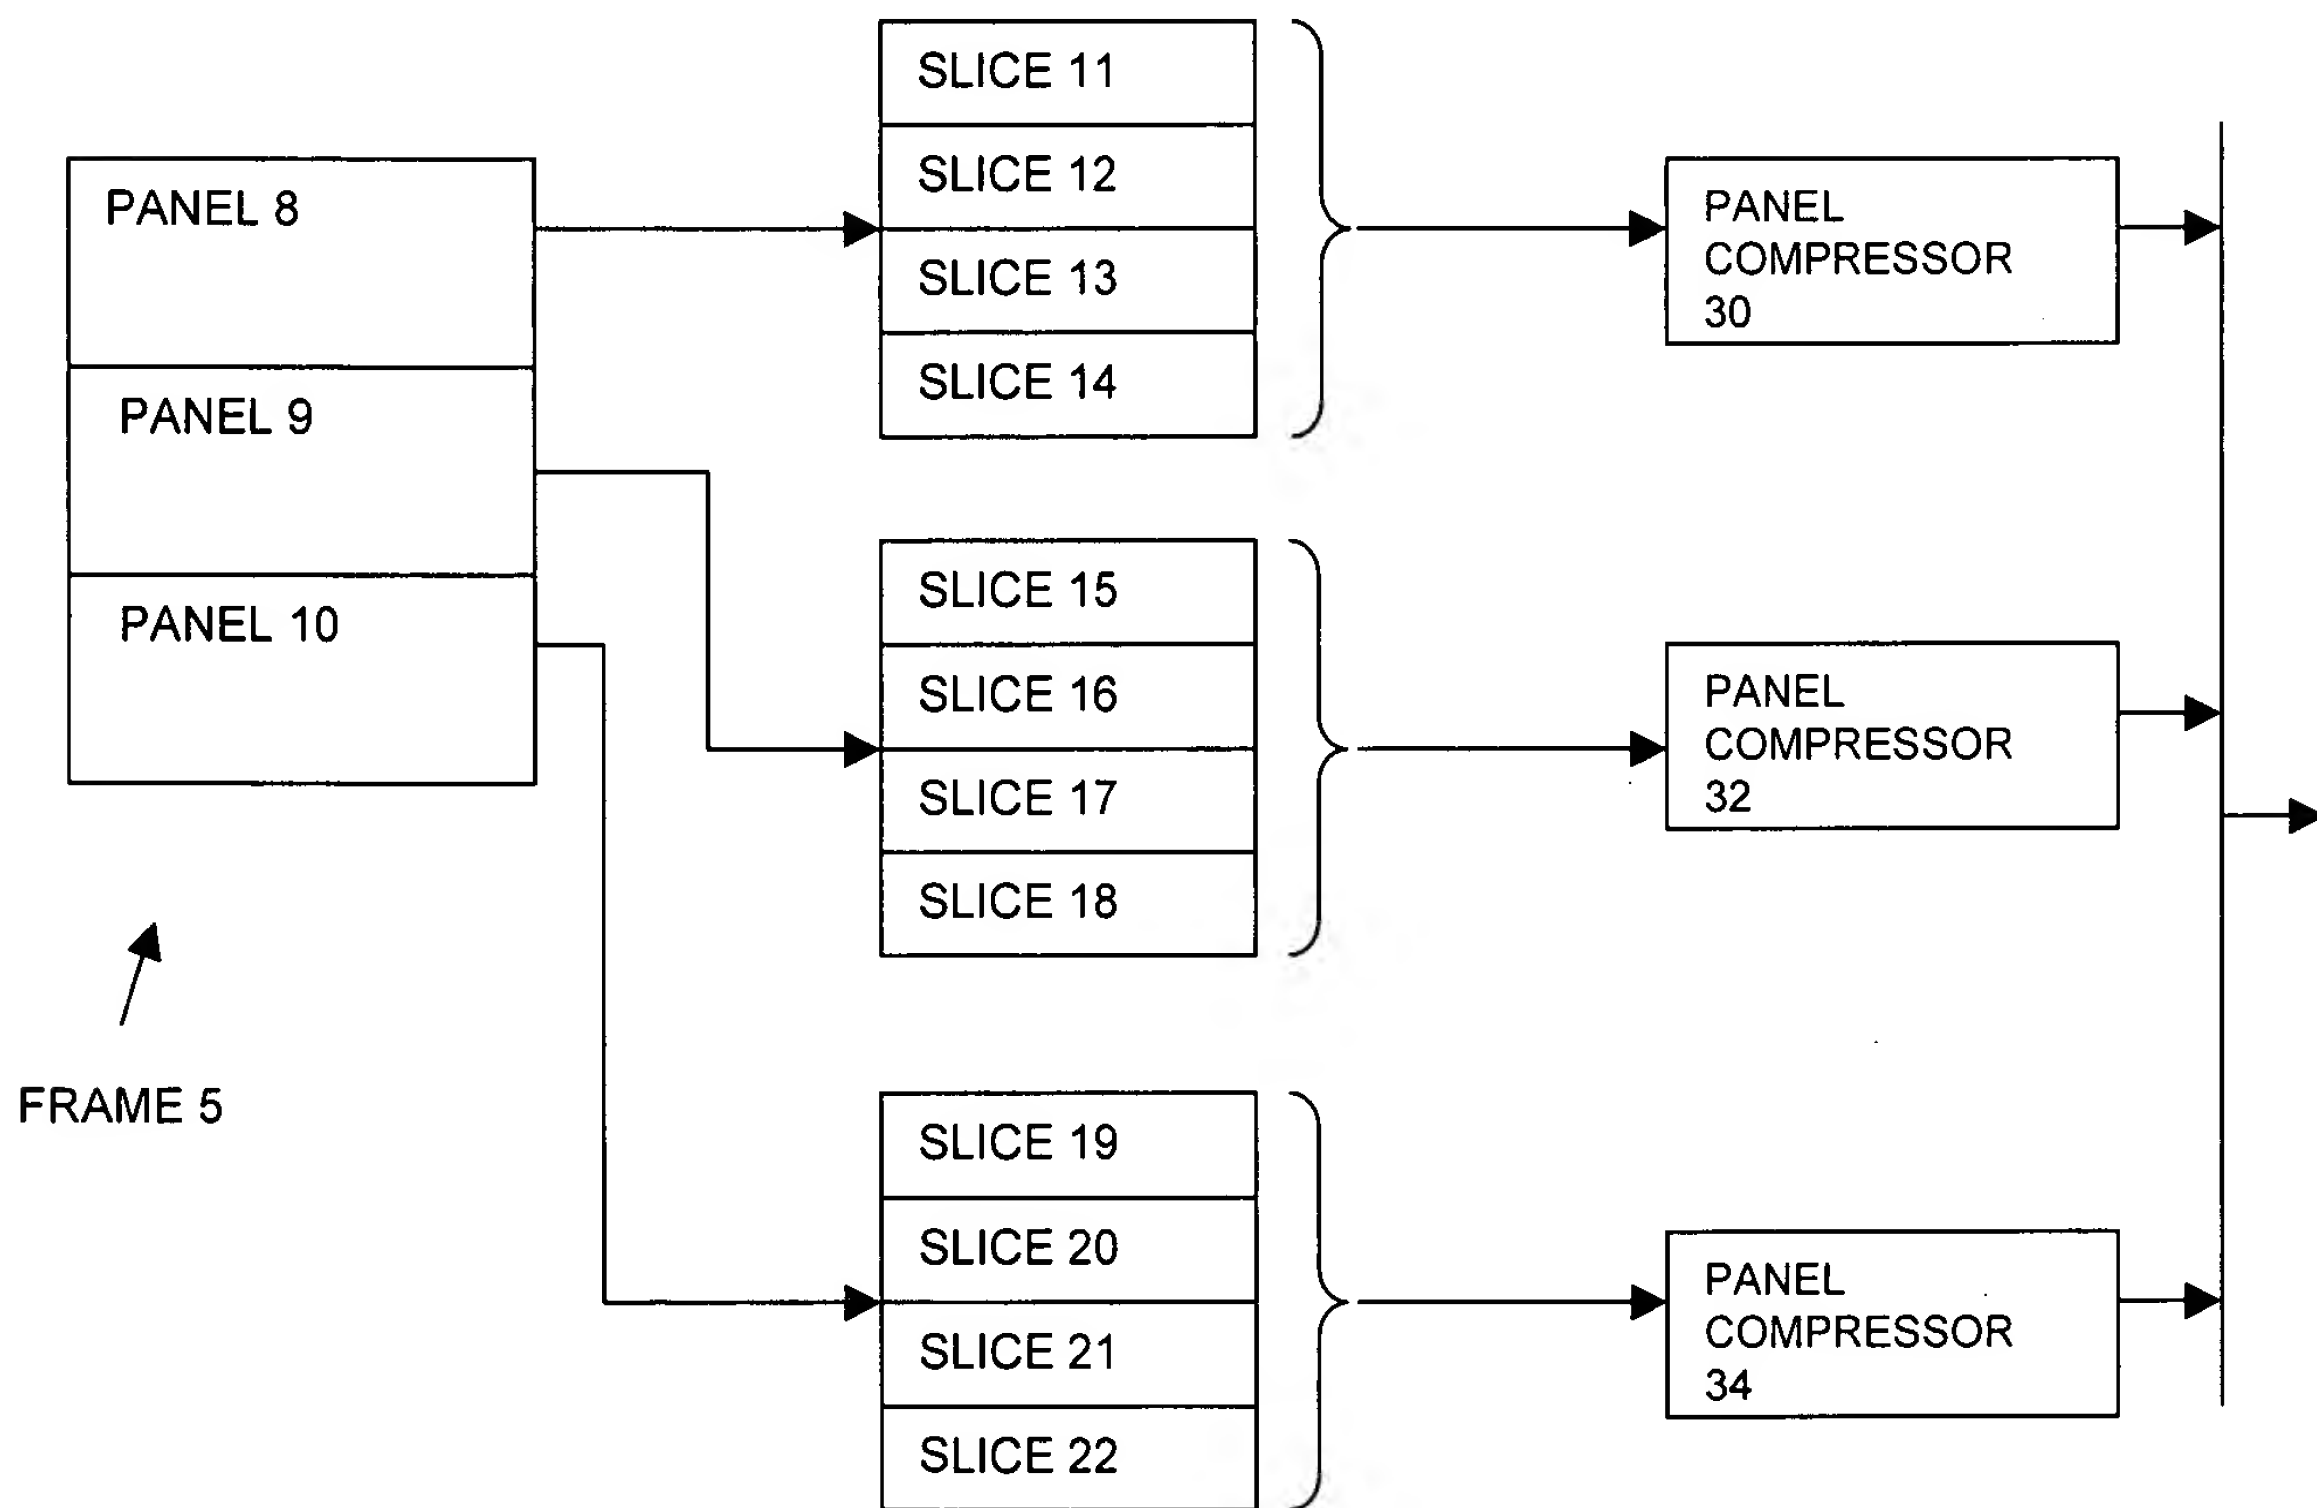 PANEL 8
PANEL 9
PANEL 10
FRAME 5
SLICE 11
SLICE 12
SLICE 13
SLICE 14
SLICE 15
SLICE 16
SLICE 17
SLICE 18
SLICE 19
SLICE 20
SLICE 21
SLICE 22
PANEL
COMPRESSOR
30
PANEL
COMPRESSOR
32
PANEL
COMPRESSOR
34